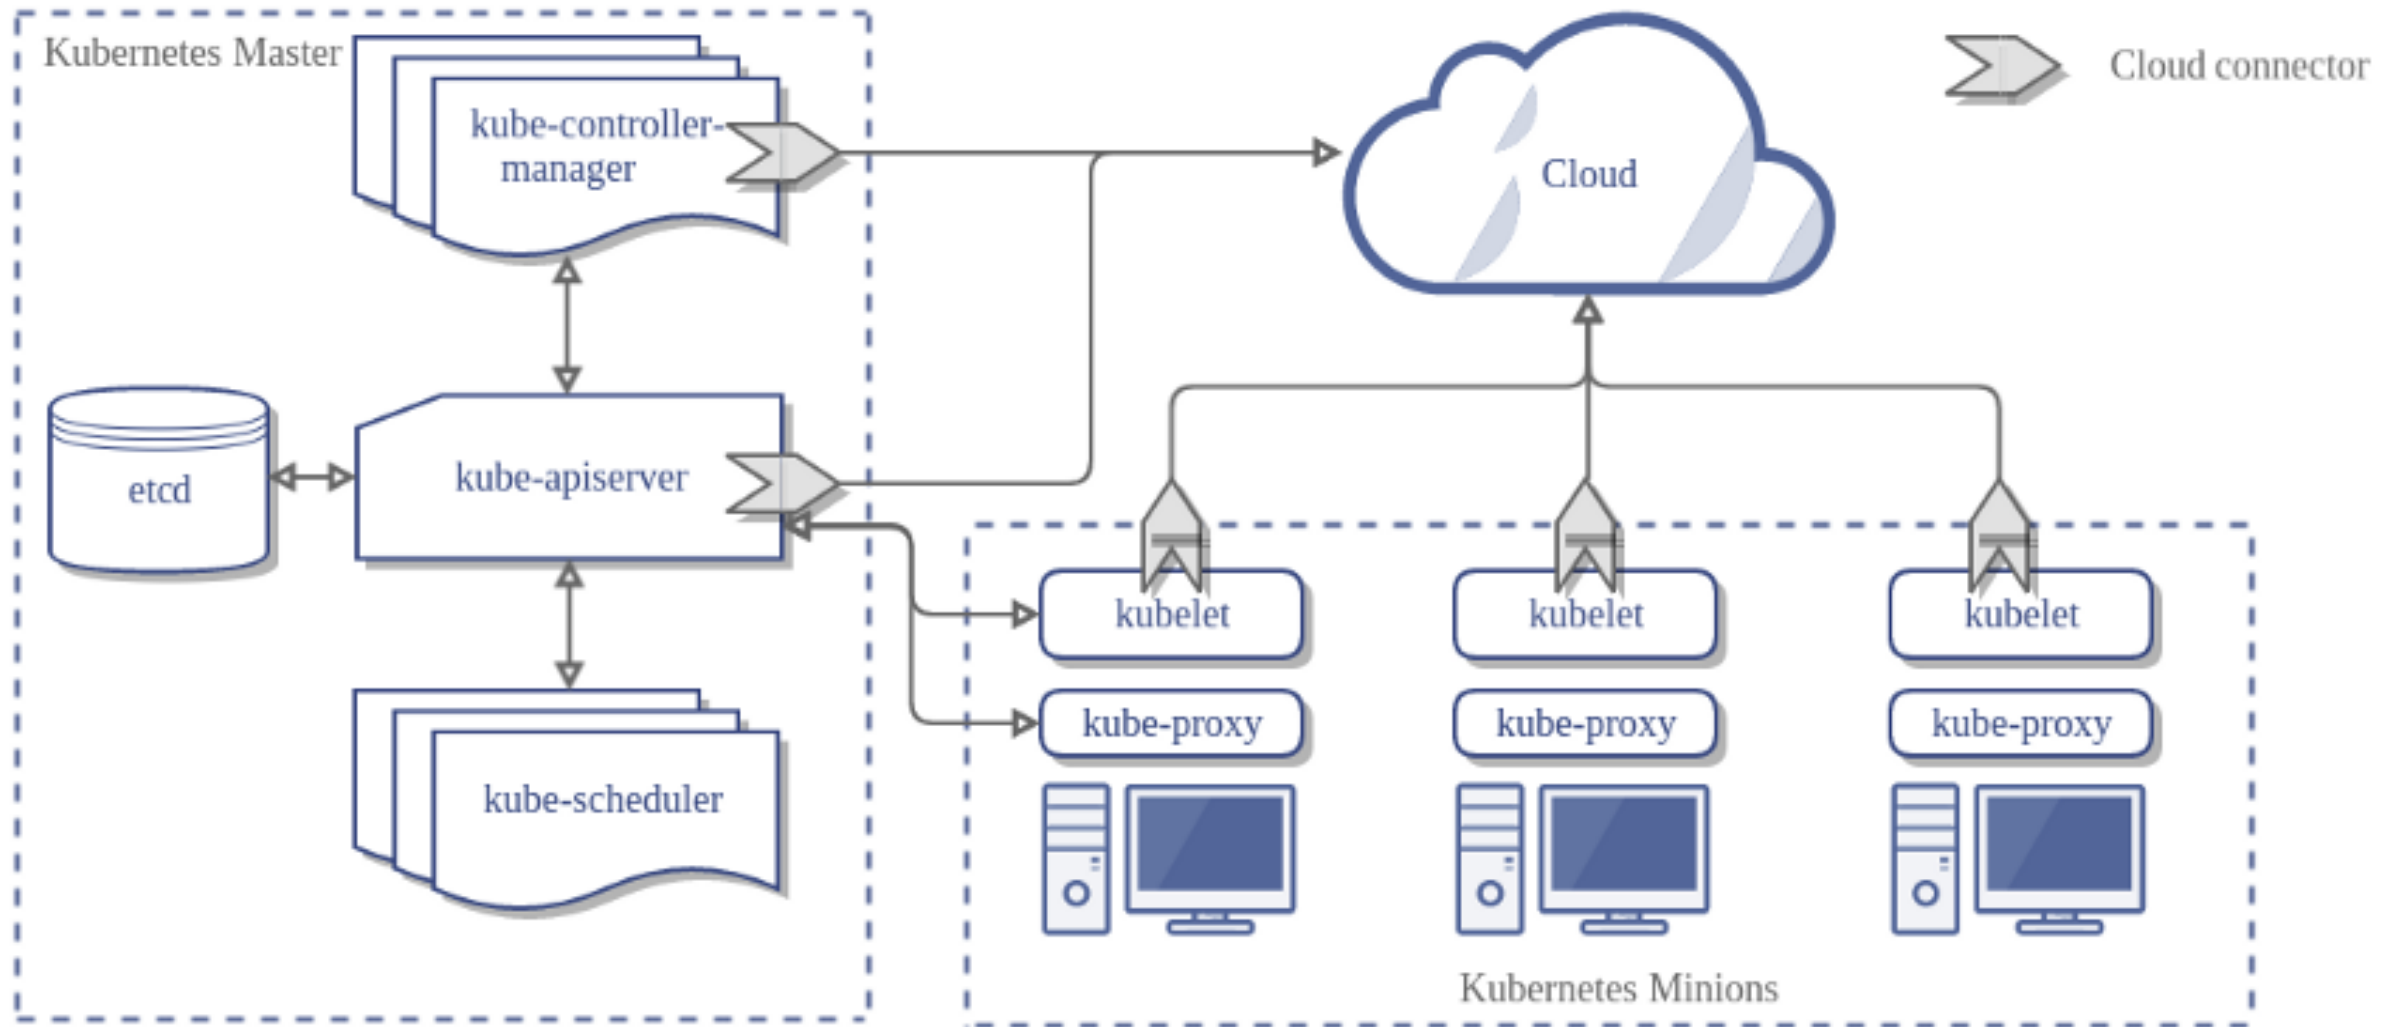 Kubernetes Master
kube-controller-
manager
Cloud
Cloud connector
etcd
kube-apiserver
kube-scheduler
kubelet
kubelet
kubelet
kube-proxy
kube-proxy
kube-proxy
Kubernetes Minions